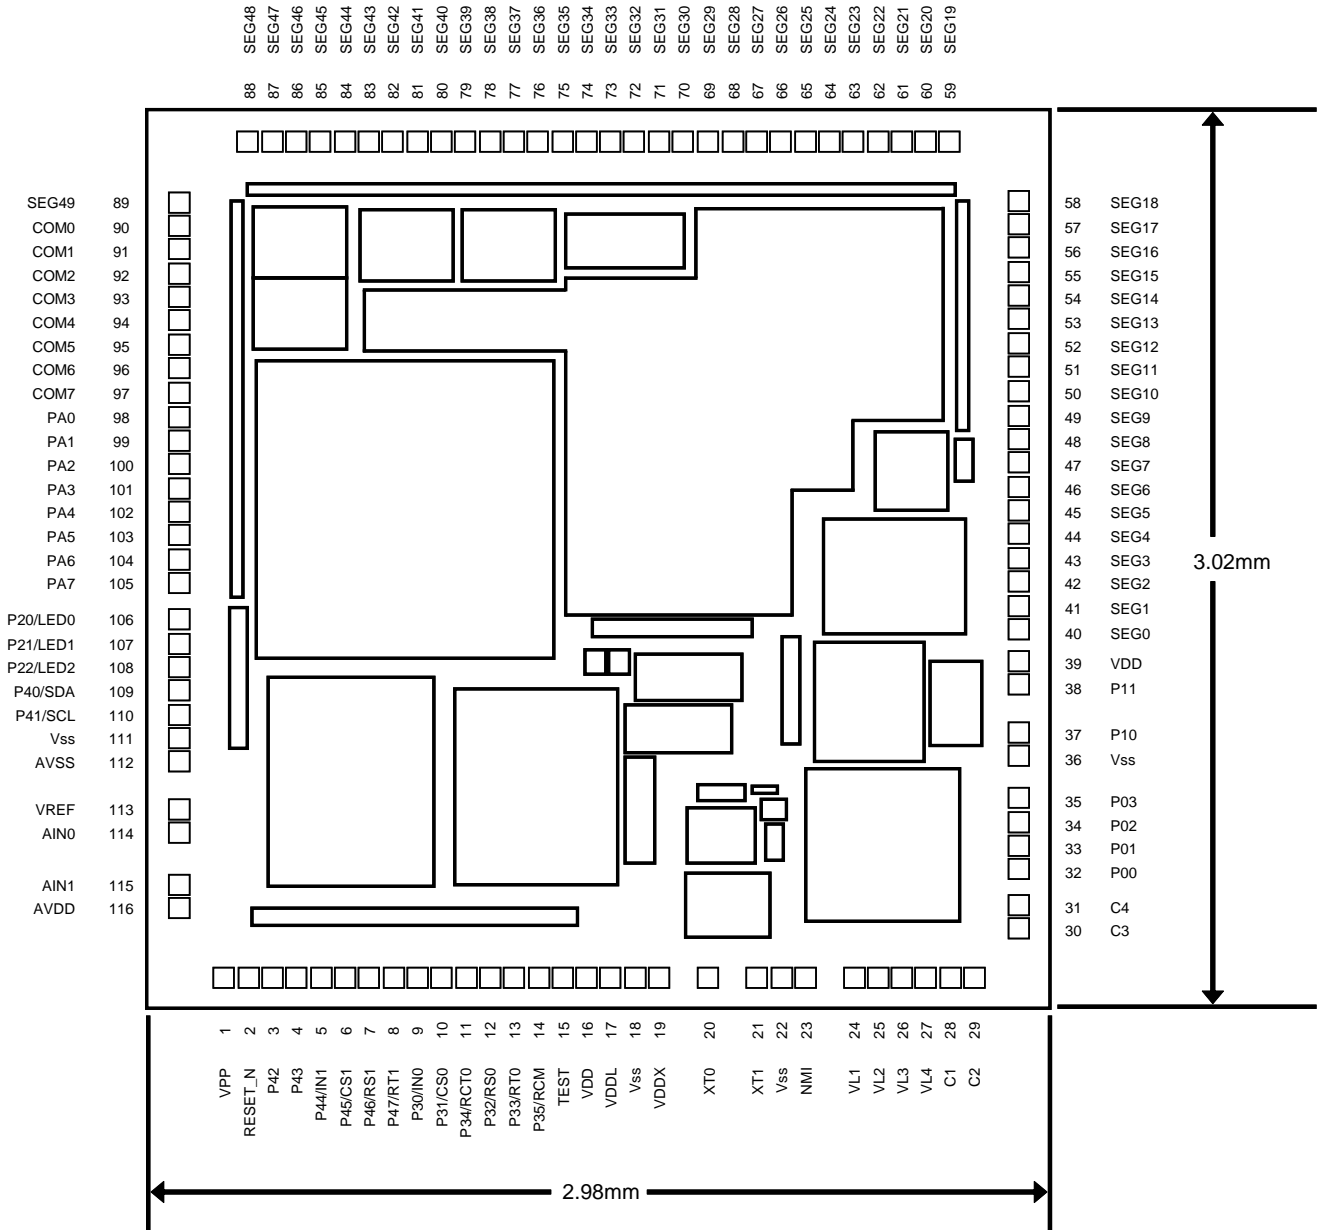 SEG48 SEG47 SEG46 SEG45 SEG44 SEG43 SEG42 SEG41 SEG40 SEG39 SEG38 SEG37 SEG36 SEG35 SEG34 SEG33 SEG32 SEG31 SEG30 SEG29 SEG28 SEG27 SEG26 SEG25 SEG24 SEG23 SEG22 SEG21 SEG20 SEG19
88 87 86 85 84 83 82 81 80 79 78 77 76 75 74 73 72 71 70 69 68 67 66 65 64 63 62 61 60 59
SEG49 89
COM0 90
COM1 91
COM2 92
COM3 93
COM4 94
COM5 95
COM6 96
COM7 97
PA0 98
PA1 99
PA2 100
PA3 101
PA4 102
PA5 103
PA6 104
PA7 105
P20/LED0 106
P21/LED1 107
P22/LED2 108
P40/SDA 109
P41/SCL 110
Vss 111
AVSS 112
VREF 113
AIN0 114
AIN1 115
AVDD 116
58 SEG18
57 SEG17
56 SEG16
55 SEG15
54 SEG14
53 SEG13
52 SEG12
51 SEG11
50 SEG10
49 SEG9
48 SEG8
47 SEG7
46 SEG6
45 SEG5
44 SEG4
43 SEG3
42 SEG2
41 SEG1
40 SEG0
39 VDD
38 P11
37 P10
36 Vss
35 P03
34 P02
33 P01
32 P00
31 C4
30 C3
3.02mm
1 2 3 4 5 6 7 8 9 10 11 12 13 14 15 16 17 18 19 20 21 22 23 24 25 26 27 28 29
VPP RESET_N P42 P43 P44/IN1 P45/CS1 P46/RS1 P47/RT1 P30/IN0 P31/CS0 P34/RCT0 P32/RS0 P33/RT0 P35/RCM TEST VDD VDDL Vss VDDX XT0 XT1 Vss NMI VL1 VL2 VL3 VL4 C1 C2
2.98mm